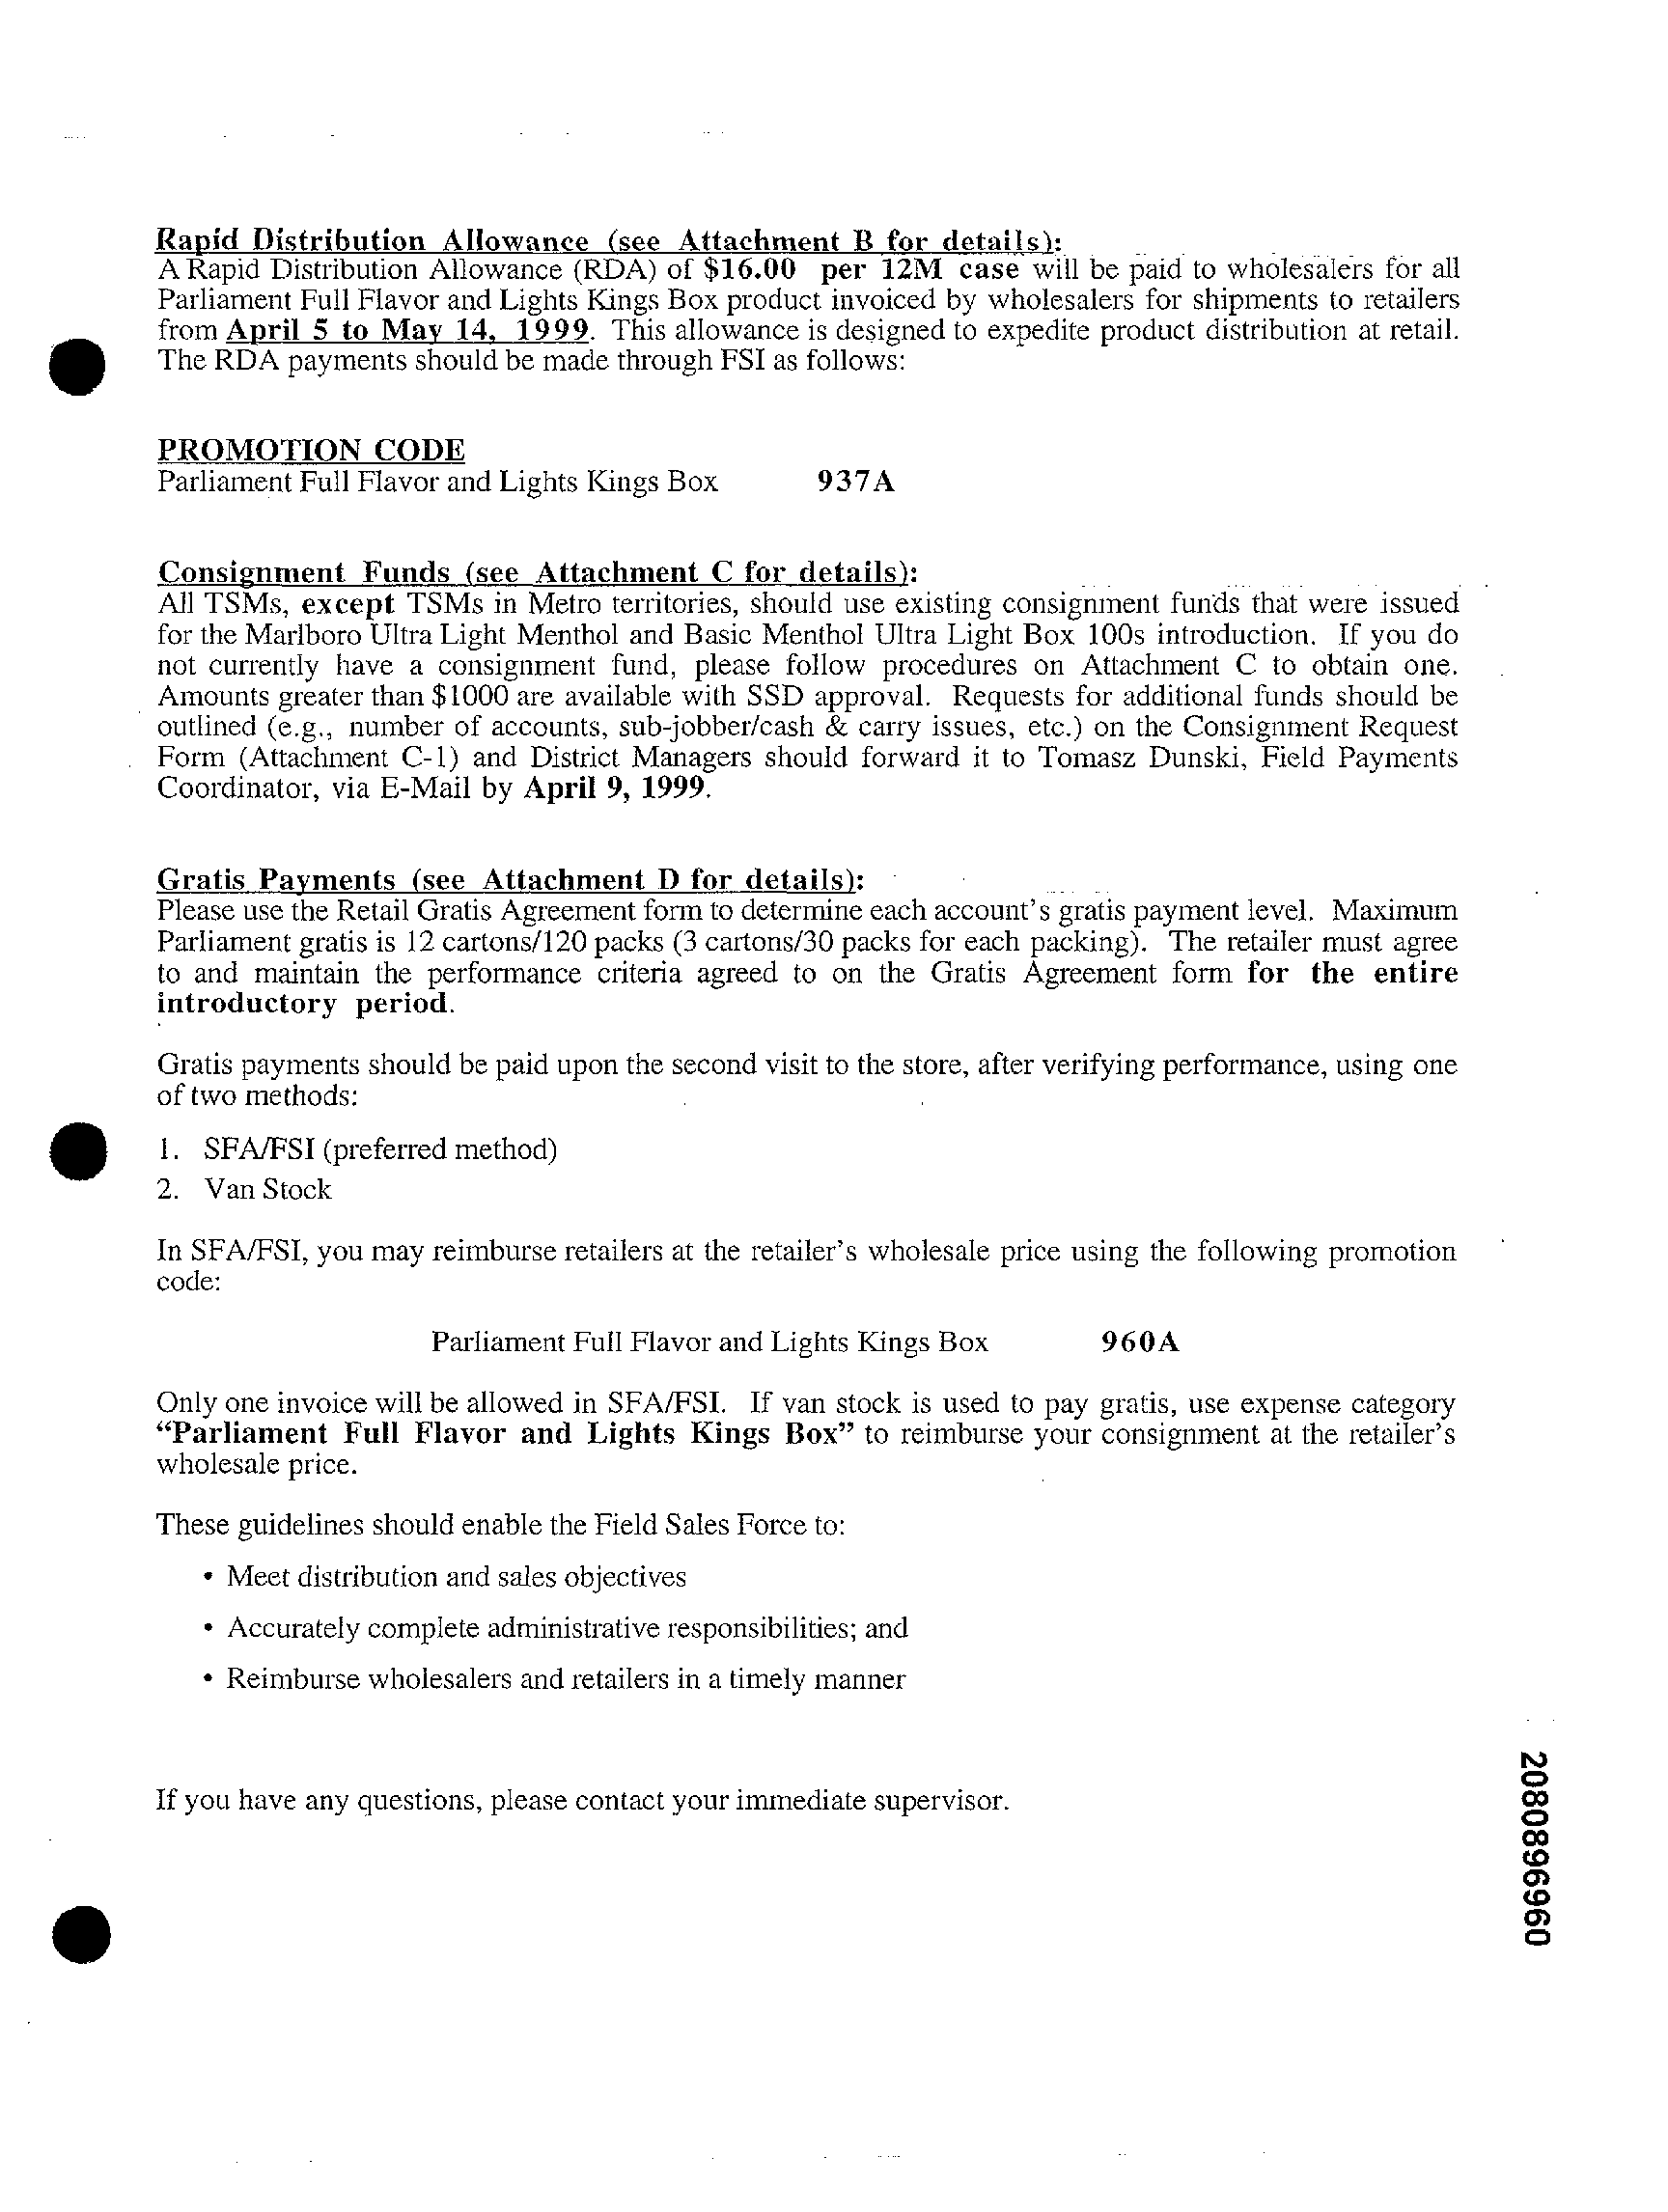 Rapid Distribution Allowance (see Attachment B for details):
A Rapid Distribution Allowance (RDA) of $16.00 per 12M case will be paid to wholesalers for all
Parliament Full Flavor and Lights Kings Box product invoiced by wholesalers for shipments to retailers
from April 5 to May 14, 1999. This allowance is designed to expedite product distribution at retail.
The RDA payments should be made through FSI as follows:
PROMOTION CODE
Parliament Full Flavor and Lights Kings Box 937A
Consignment Funds (see Attachment C for details):
All TSMs, except TSMs in Metro territories, should use existing consignment funds that were issued
for the Marlboro Ultra Light Menthol and Basic Menthol Ultra Light Box 100s introduction. If you do
not currently have a consignment fund, please follow procedures on Attachment C to obtain one.
Amounts greater than $1000 are available with SSD approval. Requests for additional funds should be
outlined (e.g., number of accounts, sub-jobber/cash & carry issues, etc.) on the Consignment Request
Form (Attachment C-1) and District Managers should forward it to Tomasz Dunski, Field Payments
Coordinator, via E-Mail by April 9, 1999.
Gratis Payments (see Attachment D for details):
Please use the Retail Gratis Agreement form to determine each account's gratis payment level. Maximum
Parliament gratis is 12 cartons/120 packs (3 cartons/30 packs for each packing). The retailer must agree
to and maintain the performance criteria agreed to on the Gratis Agreement form for the entire
introductory period.
Gratis payments should be paid upon the second visit to the store, after verifying performance, using one
of two methods:
1. SFA/FSI (preferred method)
2. Van Stock
In SFA/FSI, you may reimburse retailers at the retailer's wholesale price using the following promotion
code:
Parliament Full Flavor and Lights Kings Box 960A
Only one invoice will be allowed in SFA/FSI. If van stock is used to pay gratis, use expense category
“Parliament Full Flavor and Lights Kings Box” to reimburse your consignment at the retailer's
wholesale price.
These guidelines should enable the Field Sales Force to:
• Meet distribution and sales objectives
• Accurately complete administrative responsibilities; and
• Reimburse wholesalers and retailers in a timely manner
If you have any questions, please contact your immediate supervisor.
2080896960